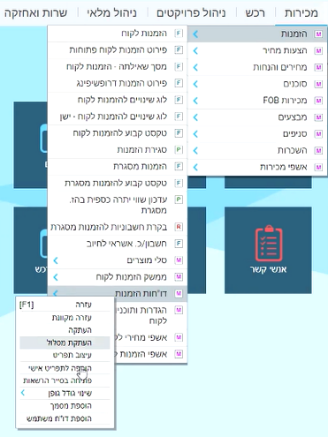 מכירות
רכש
ניהול פרויקטים
ניהול מלאי
שרות ואחזקה
הזמנות
הצעות מחיר
מחירים והנחות
סוכנים
מכירות FOB
מבצעים
סניפים
השכרות
אשפי מכירות
הזמנות לקוח
פירוט הזמנות לקוח פתוחות
מסך שאילתה - הזמנות לקוח
פירוט הזמנות דרופשיפינג
לוג שינויים להזמנות לקוח
לוג שינויים להזמנות לקוח - ישן
טקסט קבוע להזמנות לקוח
סגירת הזמנות
הזמנות מסגרת
טקסט קבוע להזמנות מסגרת
עדכון שווי יתרה כספית בהז.
מסגרת
בקרת חשבוניות להזמנות מסגרת
חשבון/כ. אשראי לחיוב
סלי מוצרים
ממשק הזמנות לקוח
דו"חות הזמנות
הגדרות ותוכניות
לקוח
אשפי מחירי
אשפי הזמנות
אנשי קשר
רכש
עזרה [F1]
עזרה מקוונת
העתקה
העתקת מסלול
עיצוב תפריט
הוספה לתפריט אישי
פתיחה בסייר הרשאות
שינוי גודל גופן
הוספת מסמך
הוספת דו"ח משתמש